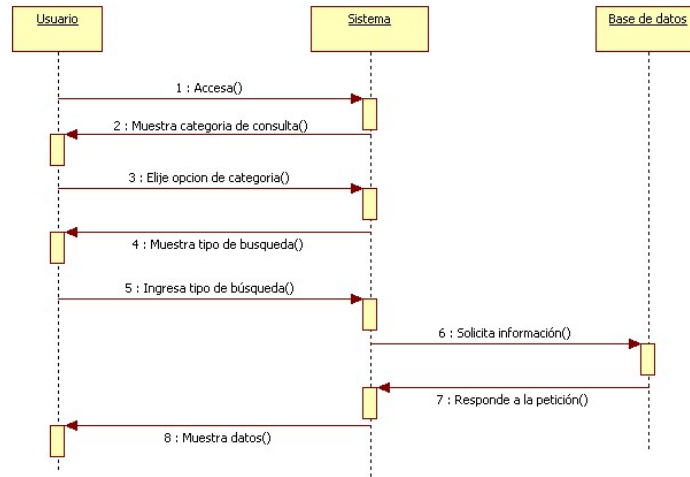 Usuario
Sistema
Base de datos
1 : Accesa()
2 : Muestra categoria de consulta()
3 : Elije opcion de categoria()
4 : Muestra tipo de busqueda()
5 : Ingresa tipo de búsqueda()
6 : Solicita información()
7 : Responde a la petición()
8 : Muestra datos()